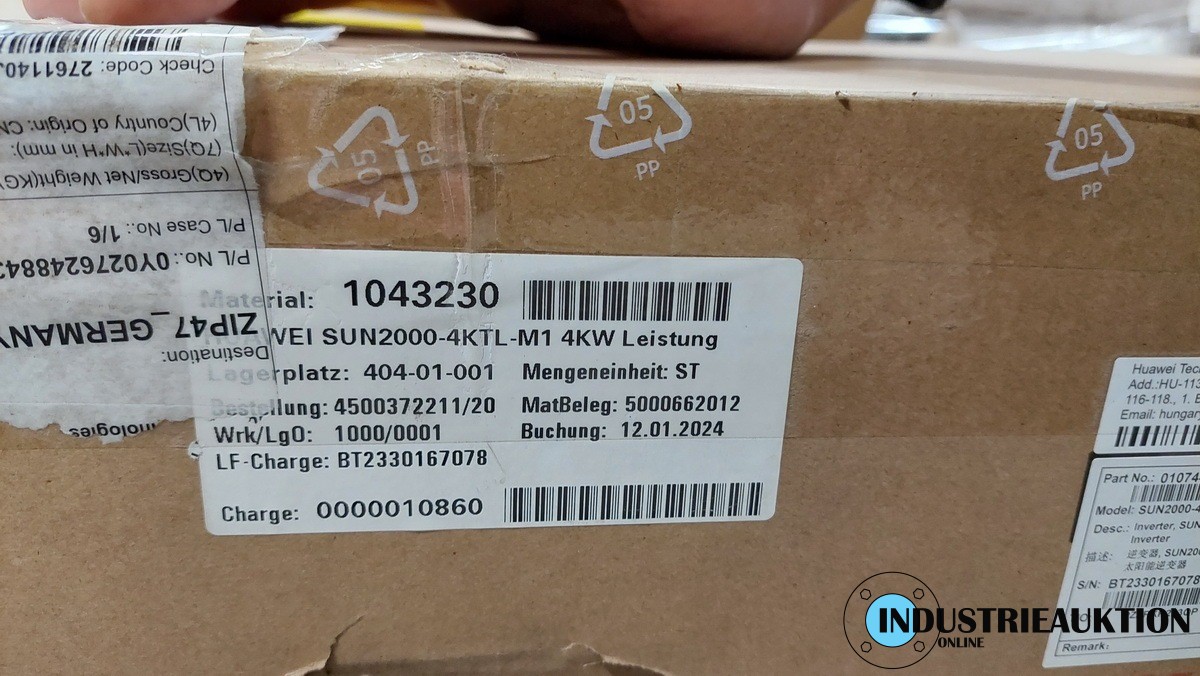 Check Code: 2761140
(4L)Country of Origin: CN
(7Q)Size(L*W*H in mm):
(4Q)Gross/Net Weight(KG
P/L Case No.: 1/6
P/L No.: 0Y0276248843
Destination:
ZIP47_GERMANY
nologies
05
PP
05
PP
05
PP
Material: 1043230
WEI SUN2000-4KTL-M1 4KW Leistung
Lagerplatz: 404-01-001 Mengeneinheit: ST
Bestellung: 4500372211/20 MatBeleg: 5000662012
Wrk/LgO: 1000/0001 Buchung: 12.01.2024
LF-Charge: BT2330167078
Charge: 0000010860
Huawei Tec
Add.:HU-113
116-118., 1. E
Email: hungary
Part No.: 01074
Model: SUN2000-4
Desc.: Inverter, SUN
Inverter
描述: 逆变器, SUN200
太阳能逆变器
S/N: BT2330167078
Remark:
INDUSTRIEAUKTION
ONLINE